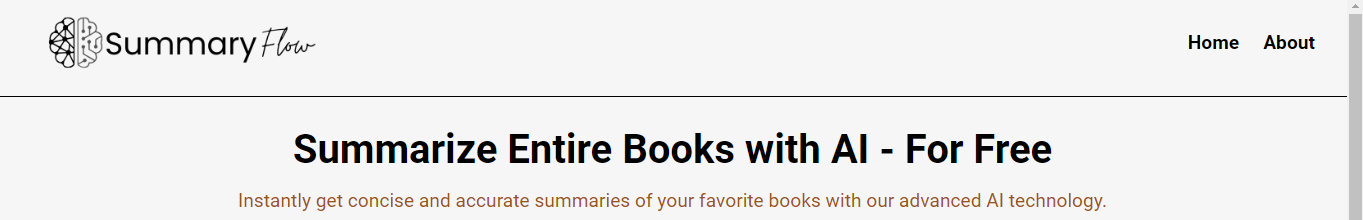 Summary Flow
Home About
Summarize Entire Books with AI - For Free
Instantly get concise and accurate summaries of your favorite books with our advanced AI technology.